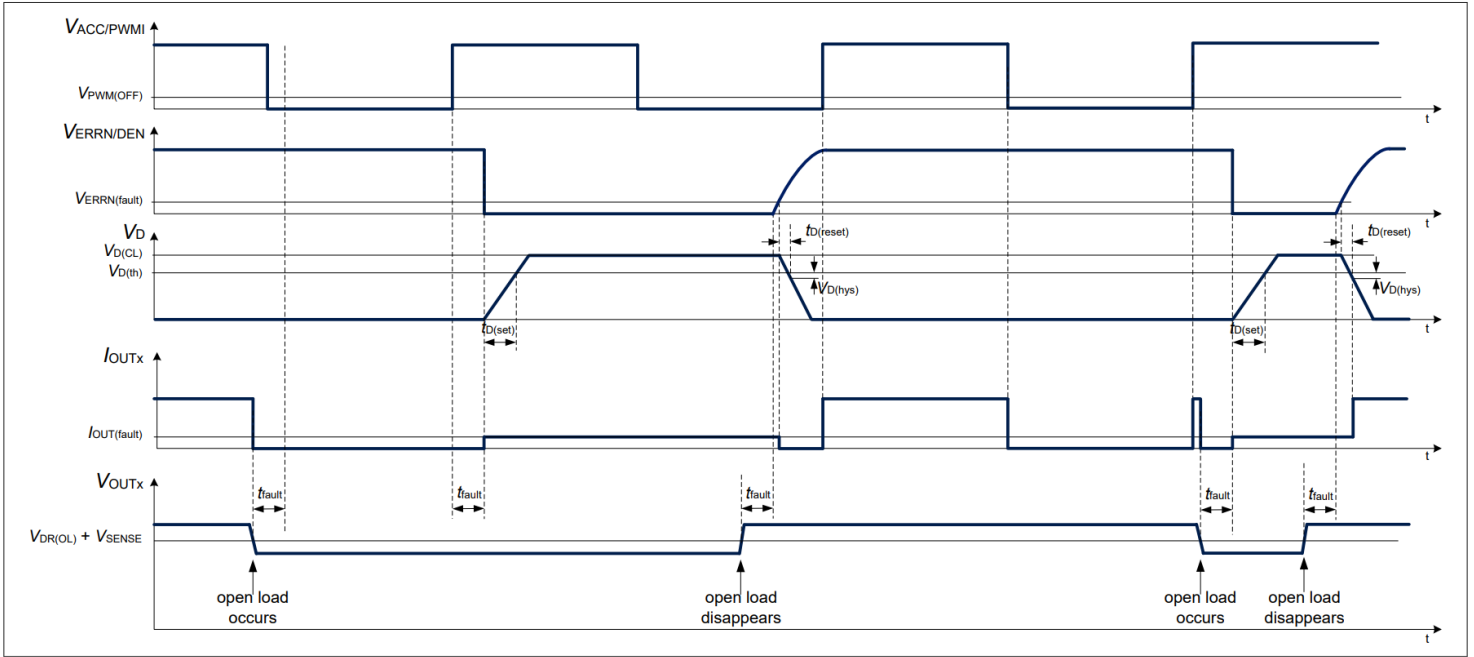 VACC/PWMI
VPWM(OFF)
t
VERRN/DEN
VERRN(fault)
t
VD
tD(reset)
tD(reset)
VD(CL)
VD(th)
VD(hys)
VD(hys)
tD(set)
tD(set)
t
IOUTx
IOUT(fault)
t
VOUTx
tfault
tfault
tfault
tfault
tfault
VDR(OL) + VSENSE
open load
occurs
open load
disappears
open load
occurs
open load
disappears
t